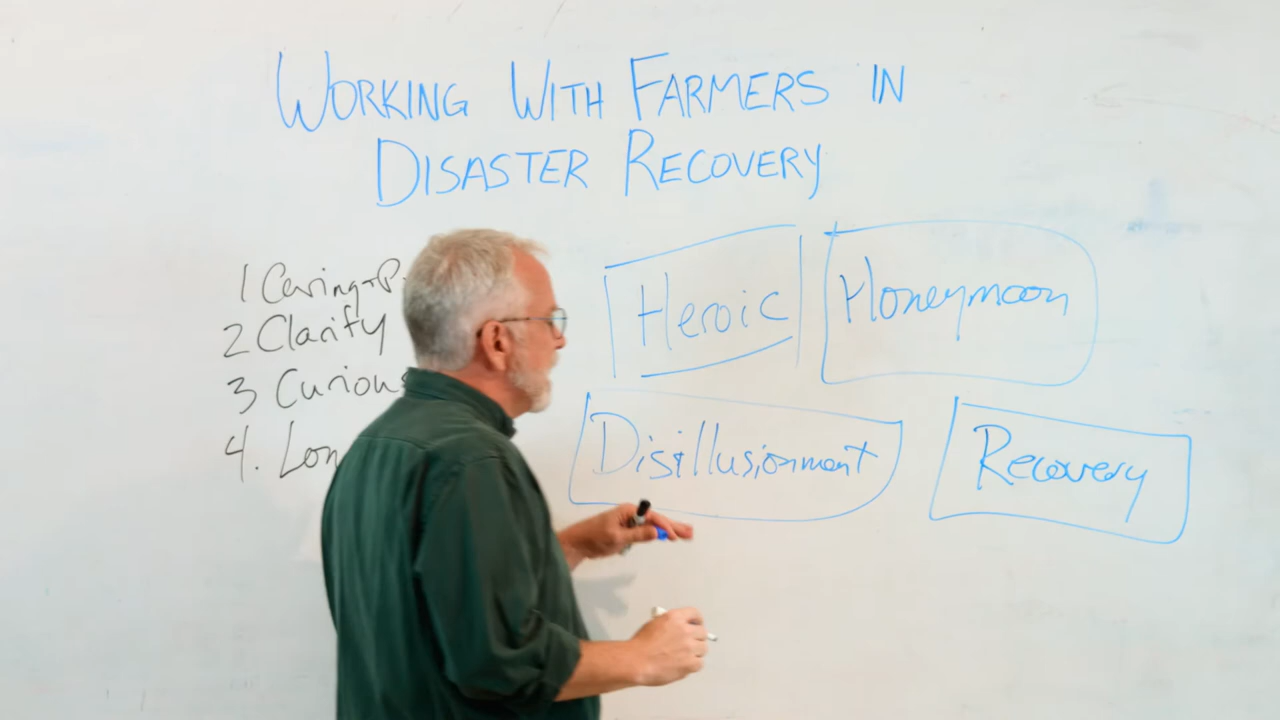 WORKING WITH FARMERS IN
DISASTER RECOVERY
1 Caring + P
2 Clarify
3 Curious
4. Lon
Heroic
Honeymoon
Disillusionment
Recovery